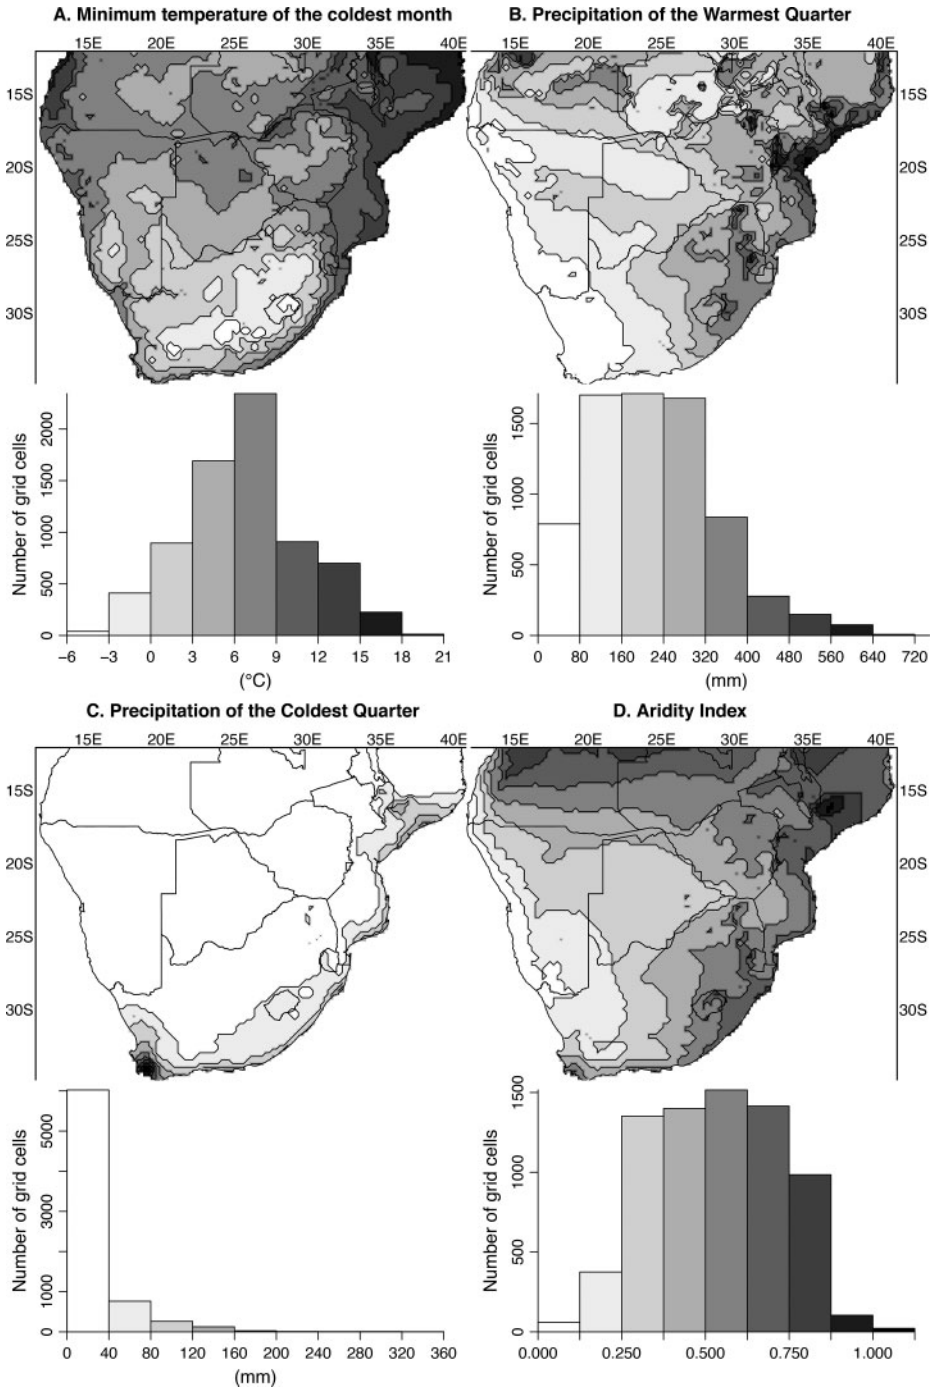 A. Minimum temperature of the coldest month
15E 20E 25E 30E 35E 40E
15S
20S
25S
30S
Number of grid cells
0 500 1000 1500 2000
−6 −3 0 3 6 9 12 15 18 21
(°C)
B. Precipitation of the Warmest Quarter
15E 20E 25E 30E 35E 40E
15S
20S
25S
30S
Number of grid cells
0 500 1000 1500
0 80 160 240 320 400 480 560 640 720
(mm)
C. Precipitation of the Coldest Quarter
15E 20E 25E 30E 35E 40E
15S
20S
25S
30S
Number of grid cells
0 1000 3000 5000
0 40 80 120 160 200 240 280 320 360
(mm)
D. Aridity Index
15E 20E 25E 30E 35E 40E
15S
20S
25S
30S
Number of grid cells
0 500 1000 1500
0.000 0.250 0.500 0.750 1.000